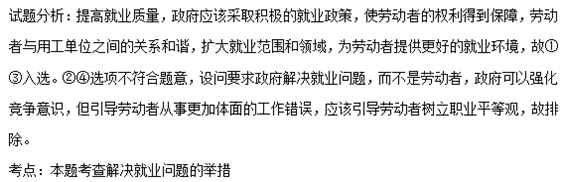 试题分析：提高就业质量，政府应该采取积极的就业政策，使劳动者的权利得到保障，劳动
者与用工单位之间的关系和谐，扩大就业范围和领域，为劳动者提供更好的就业环境，故①
③入选。②④选项不符合题意，设问要求政府解决就业问题，而不是劳动者，政府可以强化
竞争意识，但引导劳动者从事更加体面的工作错误，应该引导劳动者树立职业平等观，故排
除。
考点：本题考查解决就业问题的举措